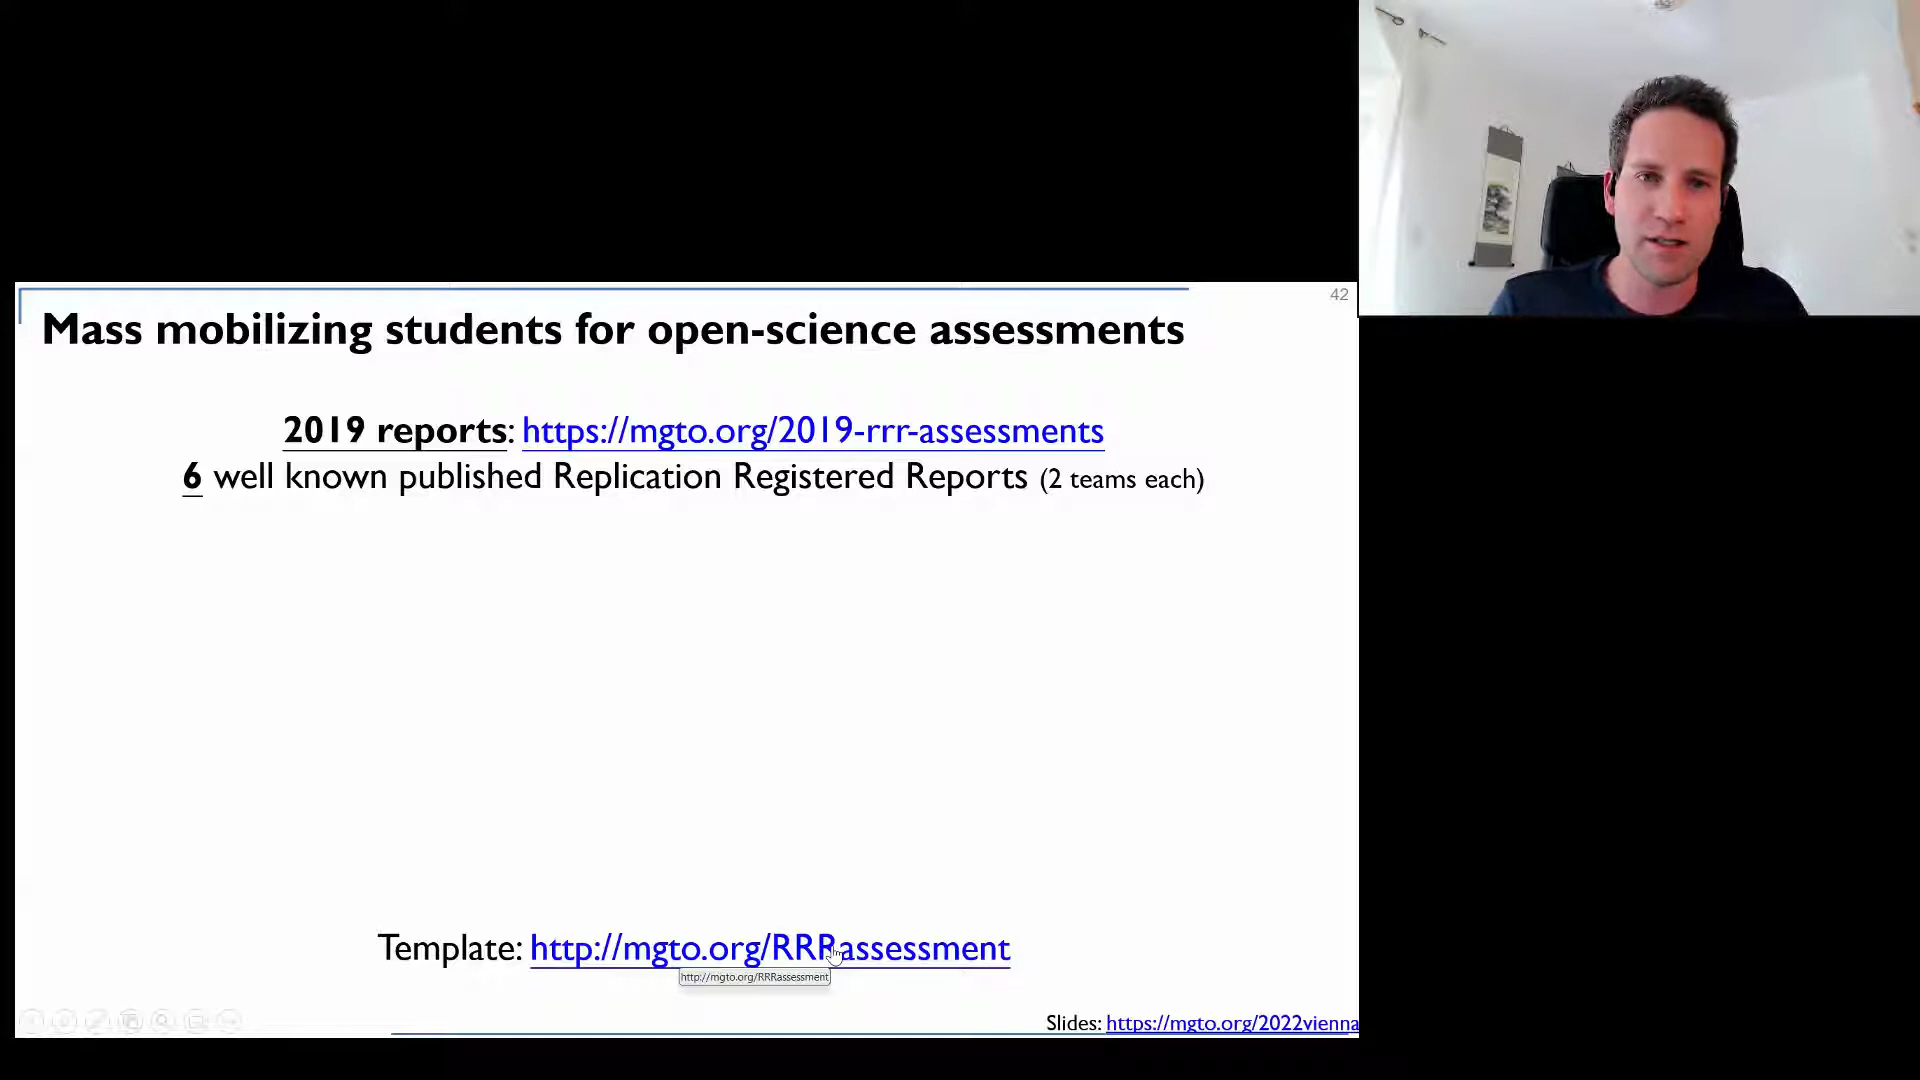 42
Mass mobilizing students for open-science assessments
2019 reports: https://mgto.org/2019-rrr-assessments
6 well known published Replication Registered Reports (2 teams each)
Template: http://mgto.org/RRRassessment
http://mgto.org/RRRassessment
Slides: https://mgto.org/2022vienna